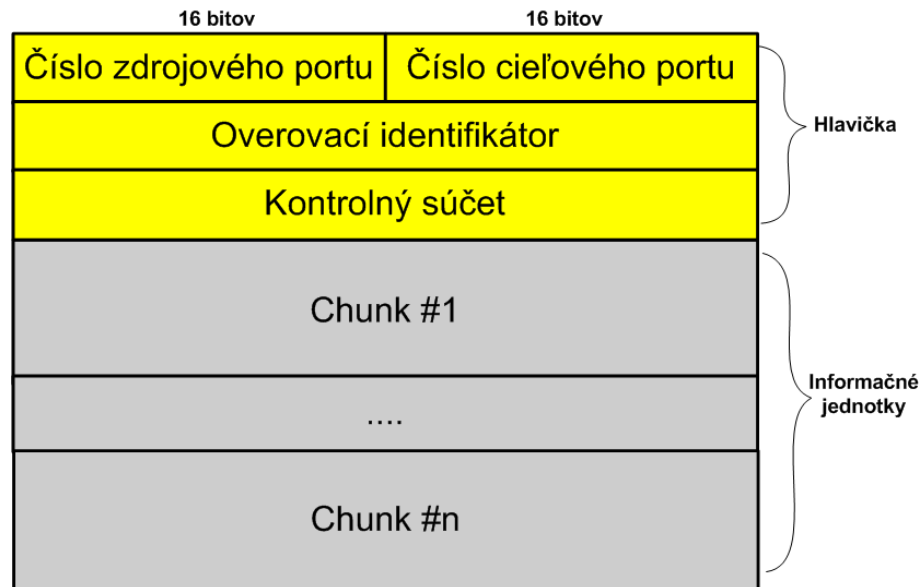 16 bitov
16 bitov
Číslo zdrojového portu
Číslo cieľového portu
Overovací identifikátor
Kontrolný súčet
Hlavička
Chunk #1
....
Chunk #n
Informačné
jednotky